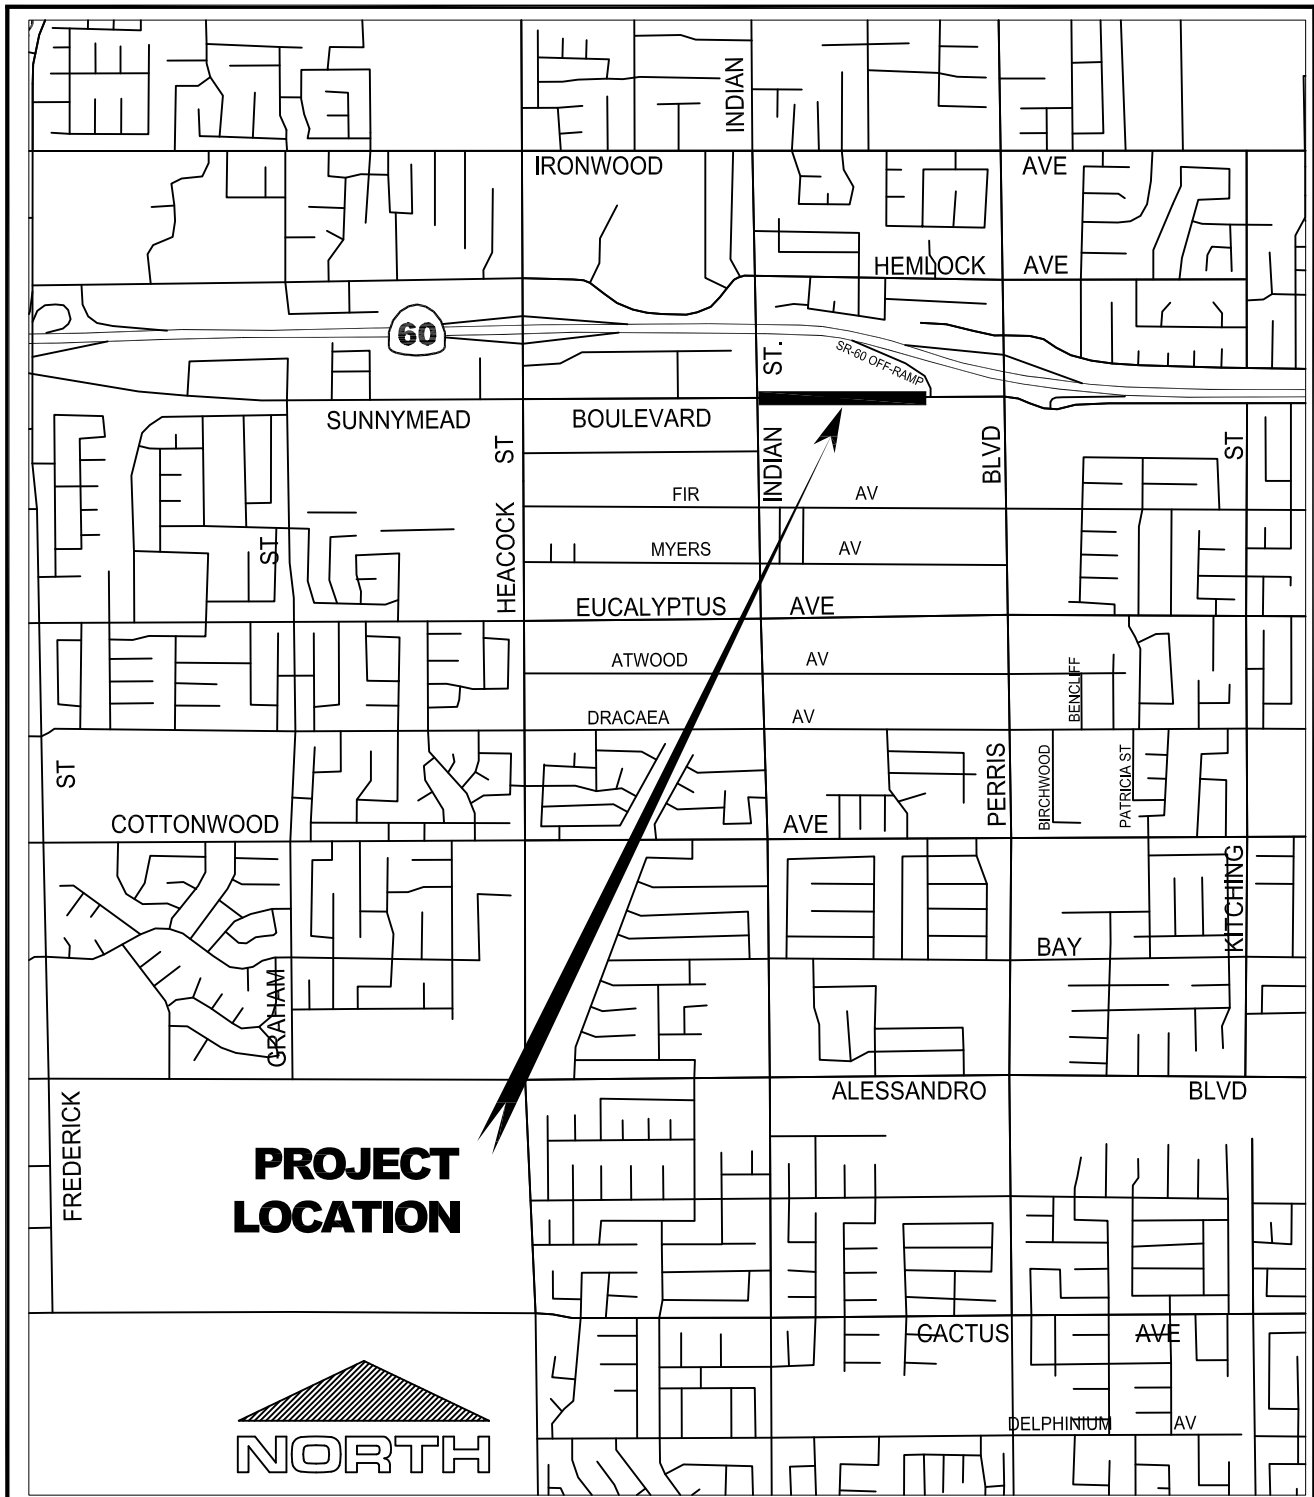 INDIAN
IRONWOOD AVE
HEMLOCK AVE
60
ST.
SR-60 OFF-RAMP
SUNNYMEAD BOULEVARD
INDIAN
ST
BLVD
ST
FIR AV
HEACOCK
ST
MYERS AV
EUCALYPTUS AVE
ATWOOD AV
BENCLIFF
DRACAEA AV
ST
PERRIS
BIRCHWOOD
PATRICIA ST
COTTONWOOD AVE
KITCHING
BAY
GRAHAM
ALESSANDRO BLVD
FREDERICK
PROJECT
LOCATION
CACTUS AVE
DELPHINIUM AV
NORTH